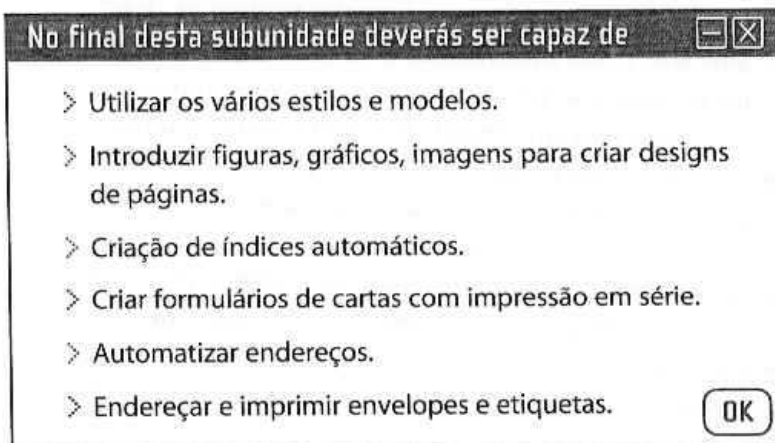 No final desta subunidade deverás ser capaz de
> Utilizar os vários estilos e modelos.
> Introduzir figuras, gráficos, imagens para criar designs
de páginas.
> Criação de índices automáticos.
> Criar formulários de cartas com impressão em série.
> Automatizar endereços.
> Endereçar e imprimir envelopes e etiquetas.
OK